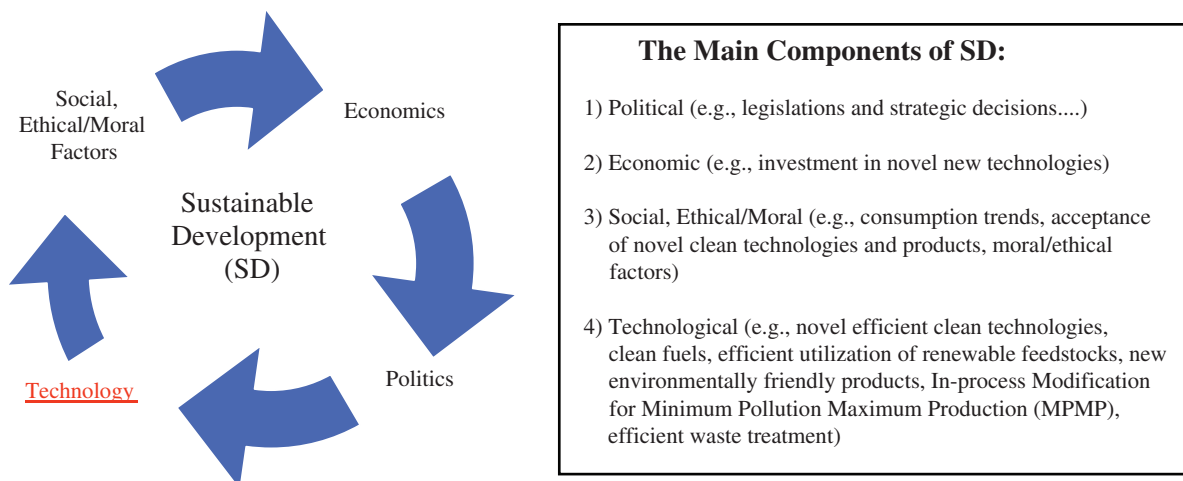 Social,
Ethical/Moral
Factors
Economics
Sustainable
Development
(SD)
Technology
Politics
The Main Components of SD:
1) Political (e.g., legislations and strategic decisions....)
2) Economic (e.g., investment in novel new technologies)
3) Social, Ethical/Moral (e.g., consumption trends, acceptance
of novel clean technologies and products, moral/ethical
factors)
4) Technological (e.g., novel efficient clean technologies,
clean fuels, efficient utilization of renewable feedstocks, new
environmentally friendly products, In-process Modification
for Minimum Pollution Maximum Production (MPMP),
efficient waste treatment)